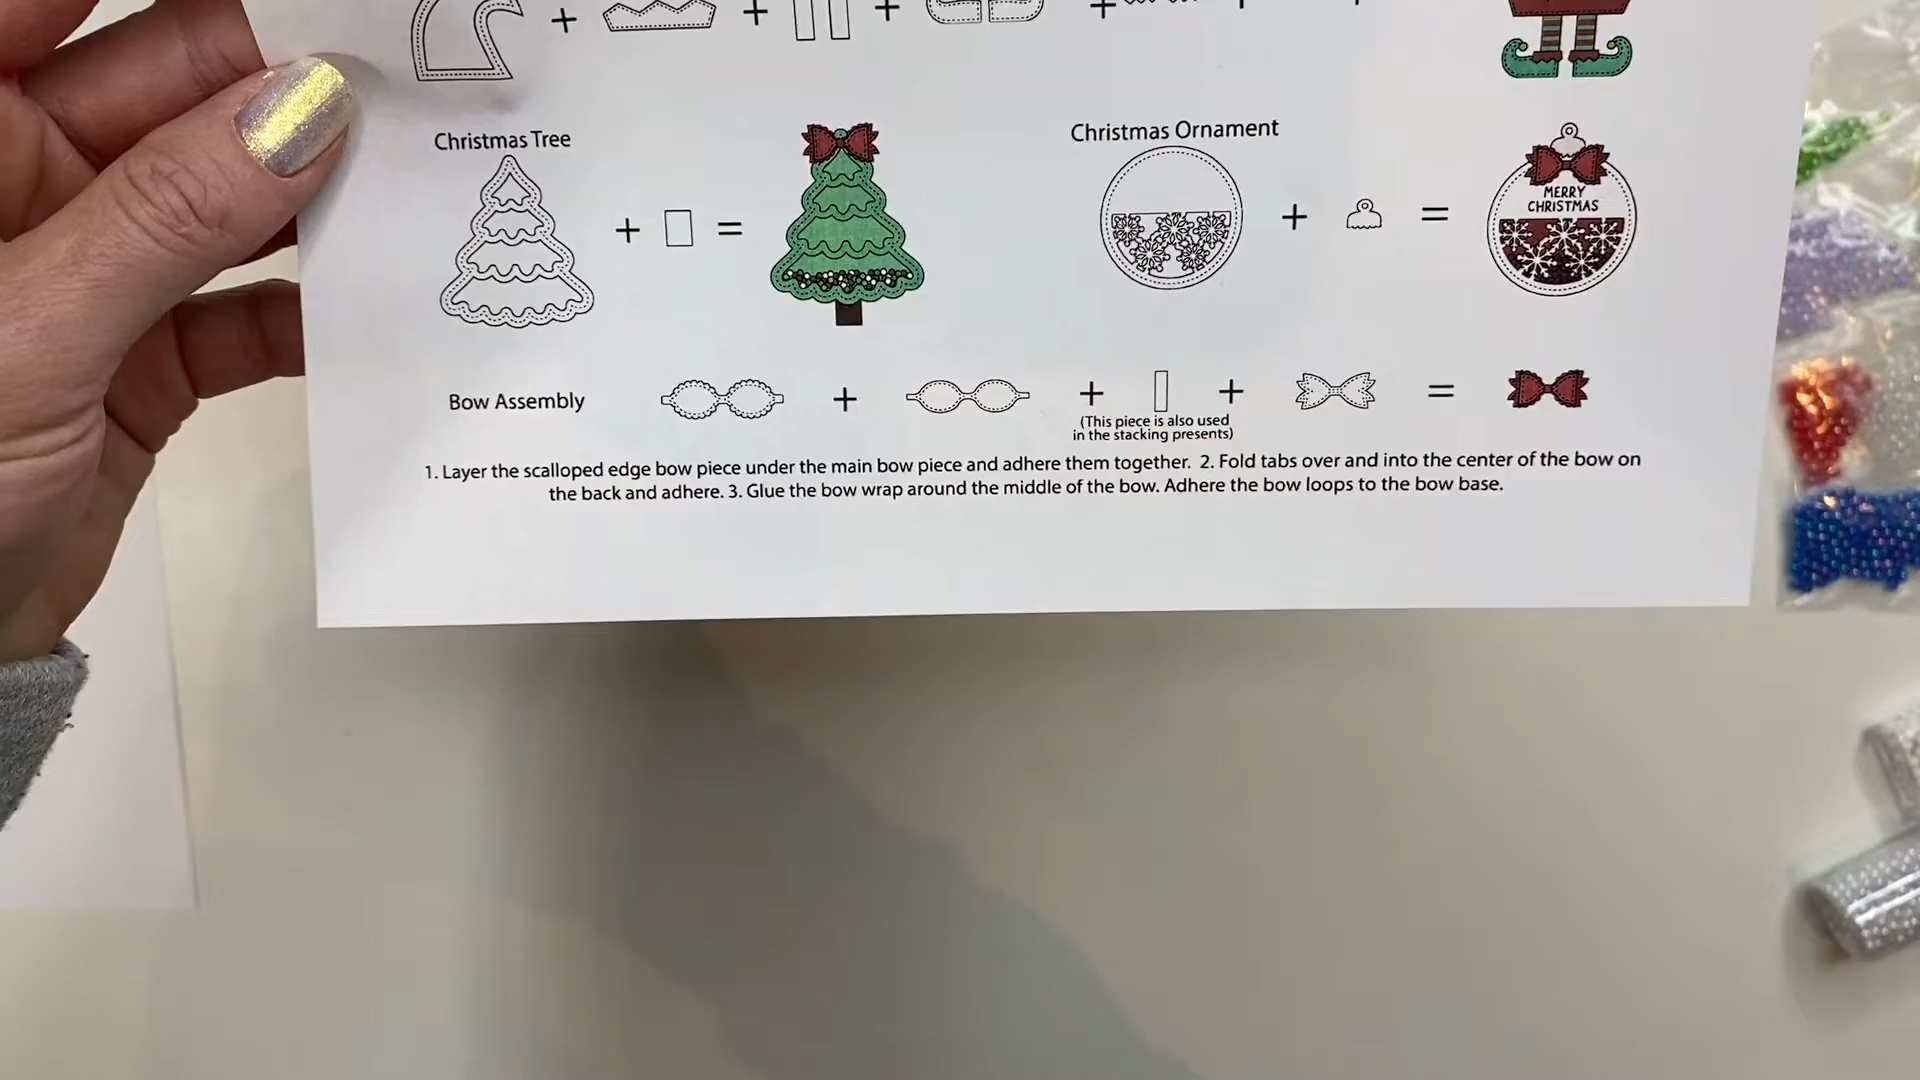 Christmas Tree
Christmas Ornament
+ + + + +
+ =
+ =
MERRY
CHRISTMAS
Bow Assembly + + + =
(This piece is also used
in the stacking presents)
1. Layer the scalloped edge bow piece under the main bow piece and adhere them together. 2. Fold tabs over and into the center of the bow on
the back and adhere. 3. Glue the bow wrap around the middle of the bow. Adhere the bow loops to the bow base.